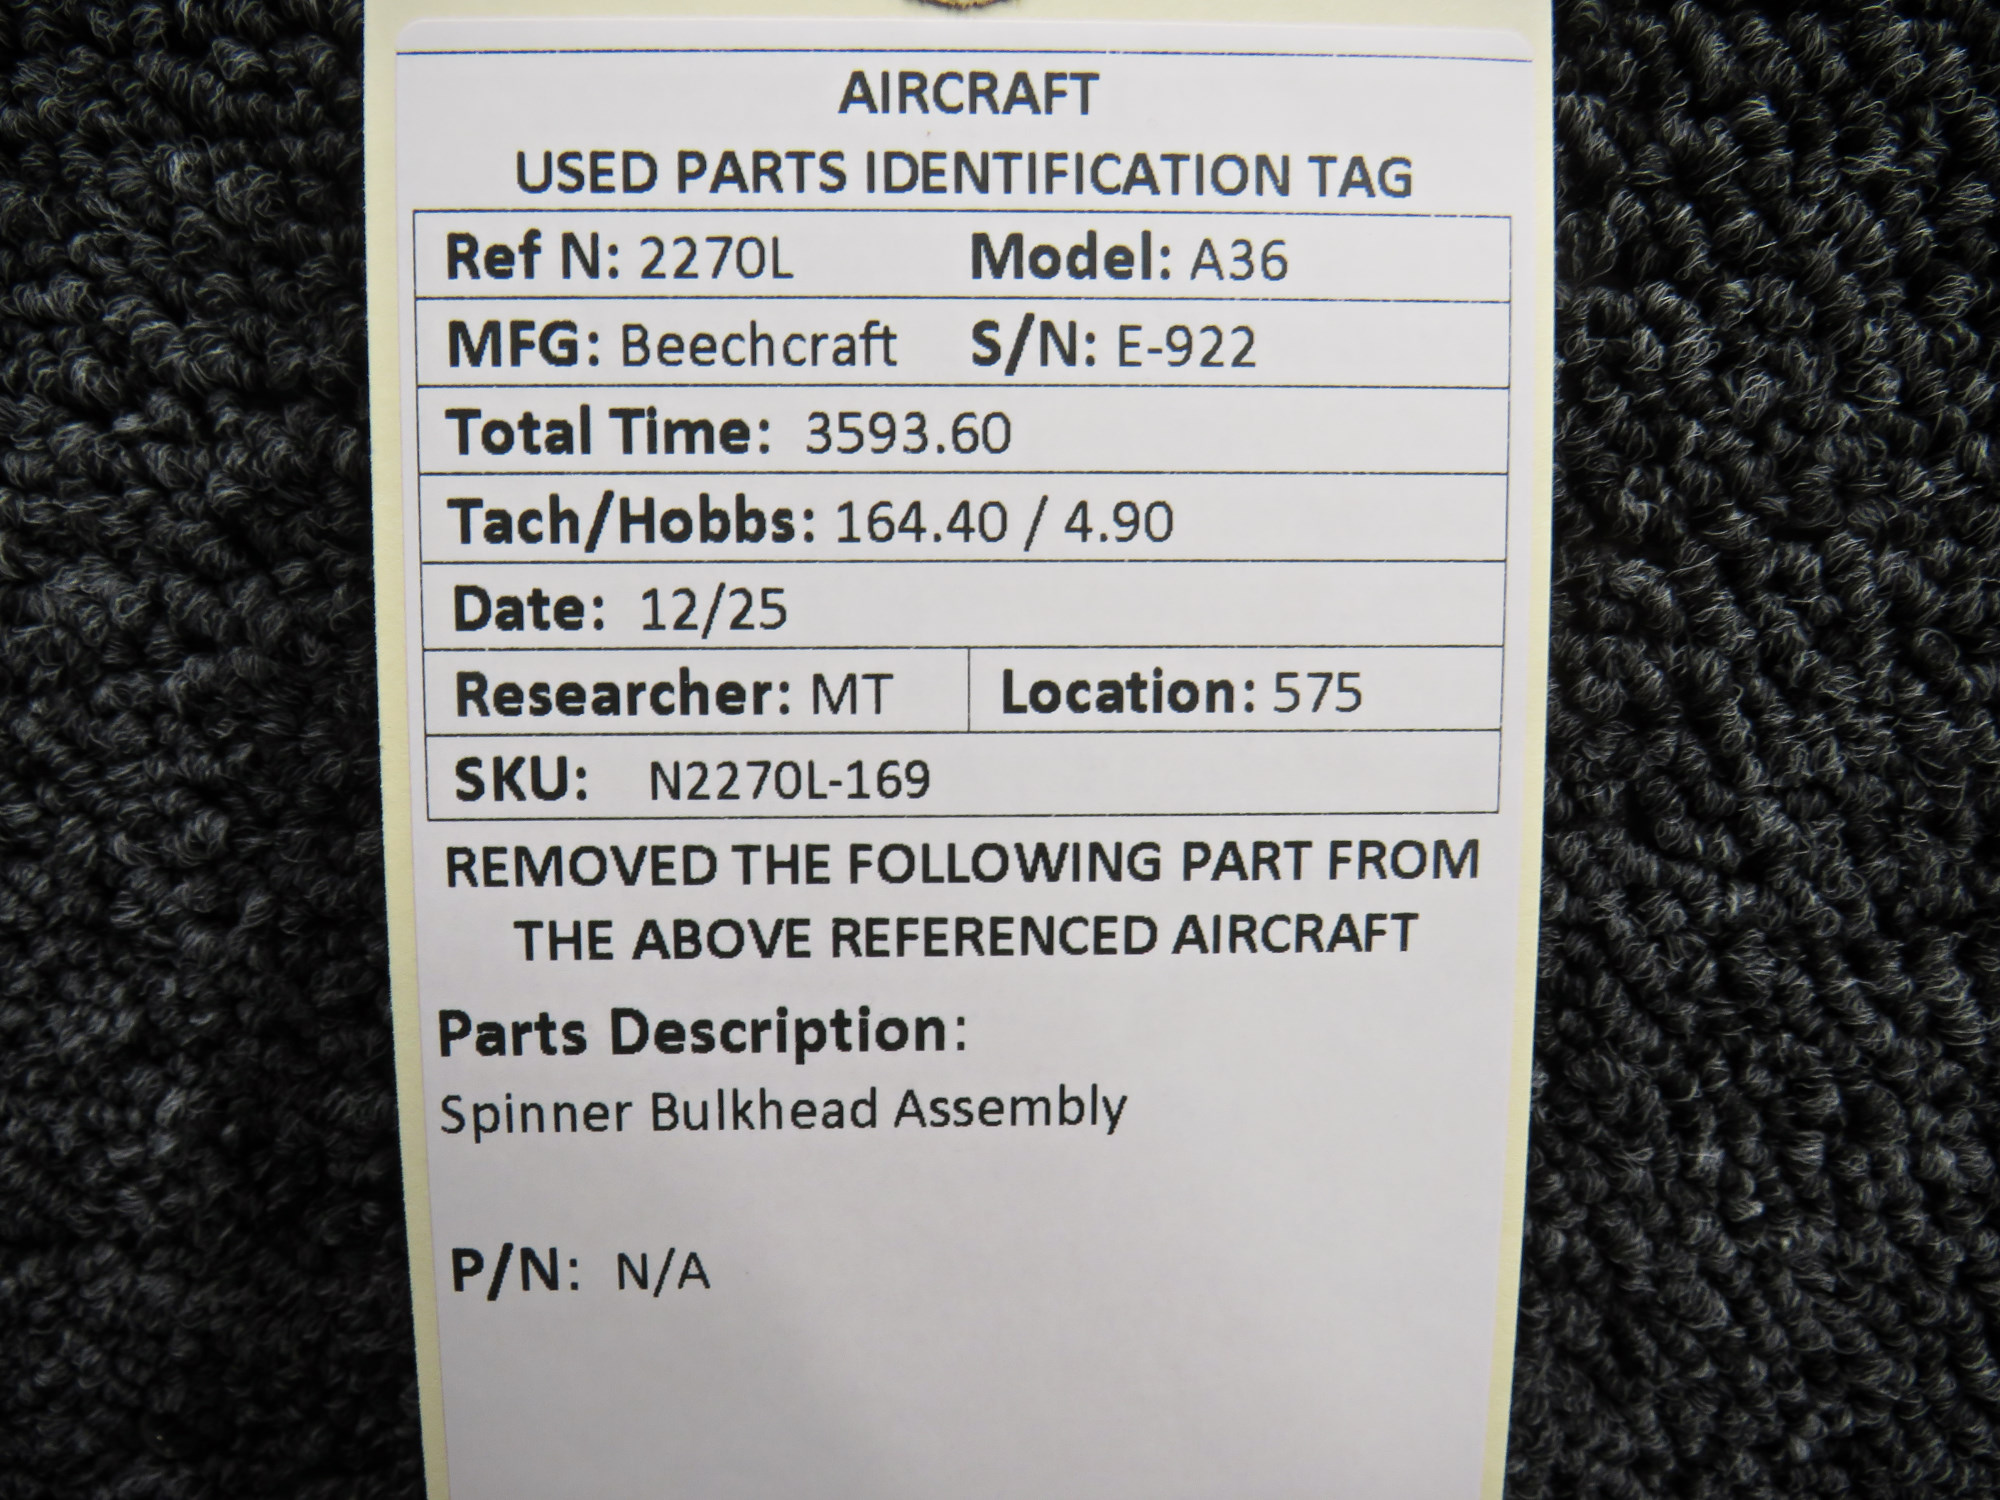 AIRCRAFT
USED PARTS IDENTIFICATION TAG
Ref N: 2270L Model: A36
MFG: Beechcraft S/N: E-922
Total Time: 3593.60
Tach/Hobbs: 164.40 / 4.90
Date: 12/25
Researcher: MT Location: 575
SKU: N2270L-169
REMOVED THE FOLLOWING PART FROM
THE ABOVE REFERENCED AIRCRAFT
Parts Description:
Spinner Bulkhead Assembly
P/N: N/A